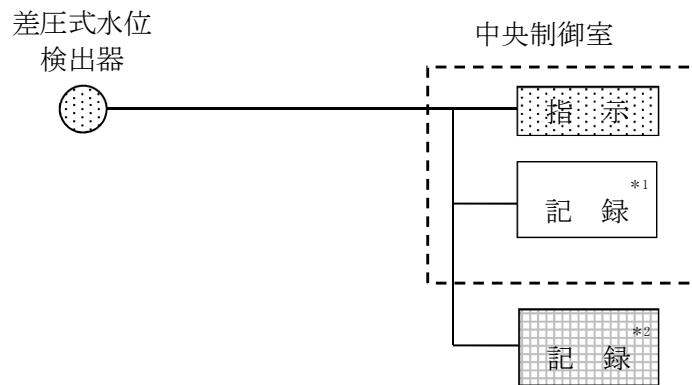 差圧式水位
検出器
中央制御室
指 示
記 録 *1
記 録 *2